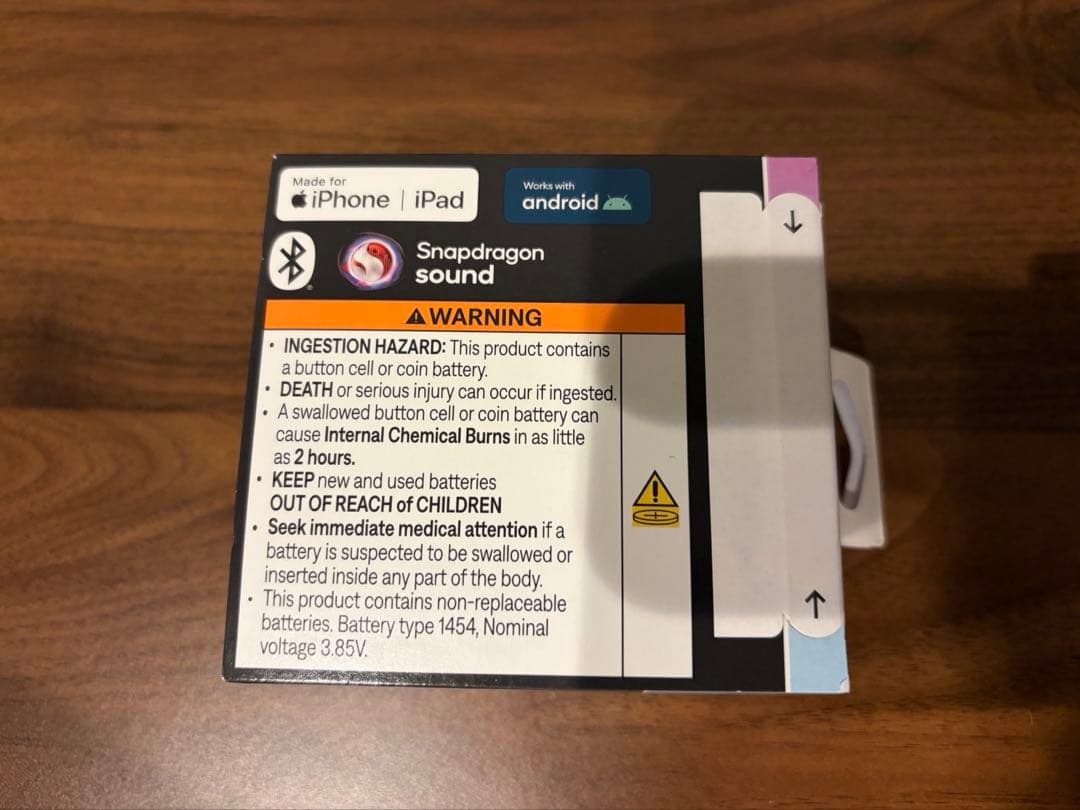 Made for
iPhone | iPad
Works with
android
Snapdragon
sound
WARNING
• INGESTION HAZARD: This product contains
a button cell or coin battery.
• DEATH or serious injury can occur if ingested.
• A swallowed button cell or coin battery can
cause Internal Chemical Burns in as little
as 2 hours.
• KEEP new and used batteries
OUT OF REACH of CHILDREN
• Seek immediate medical attention if a
battery is suspected to be swallowed or
inserted inside any part of the body.
• This product contains non-replaceable
batteries. Battery type 1454, Nominal
voltage 3.85V.